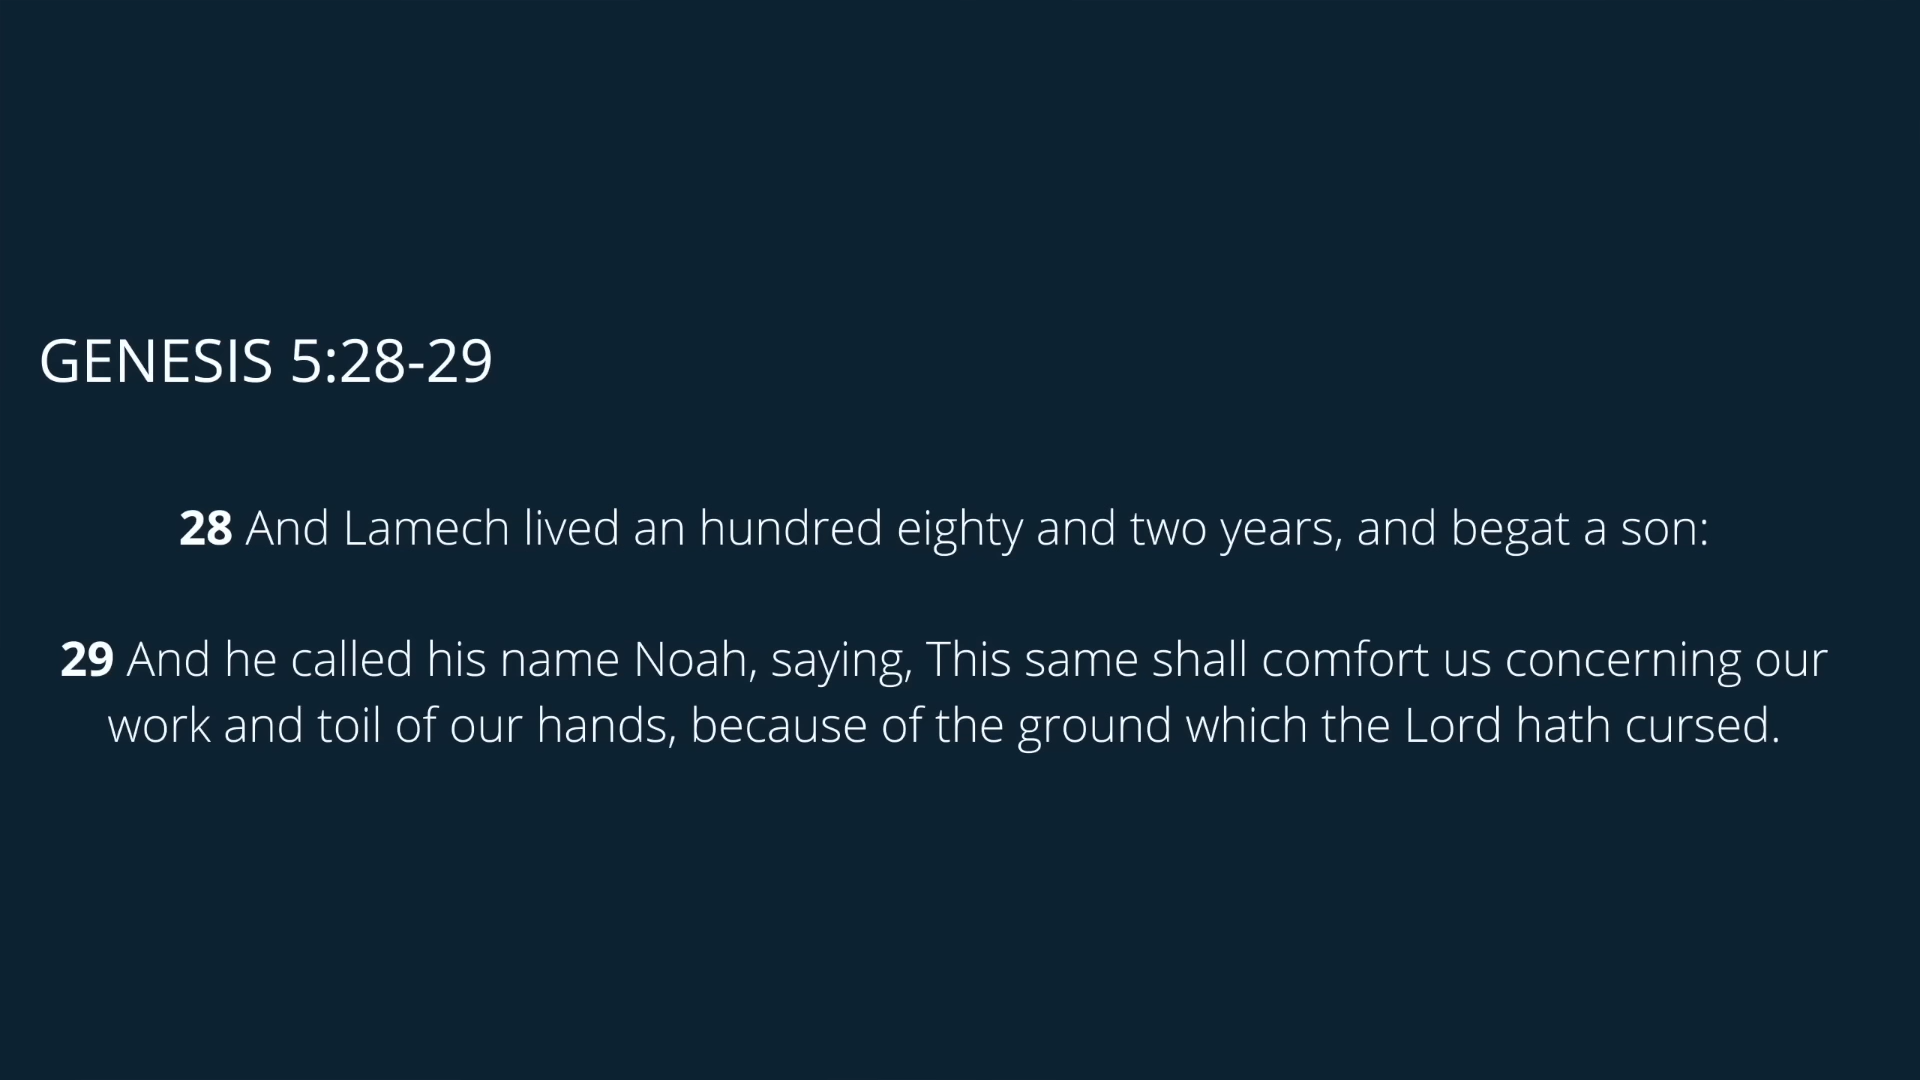 GENESIS 5:28-29
28 And Lamech lived an hundred eighty and two years, and begat a son:
29 And he called his name Noah, saying, This same shall comfort us concerning our
work and toil of our hands, because of the ground which the Lord hath cursed.